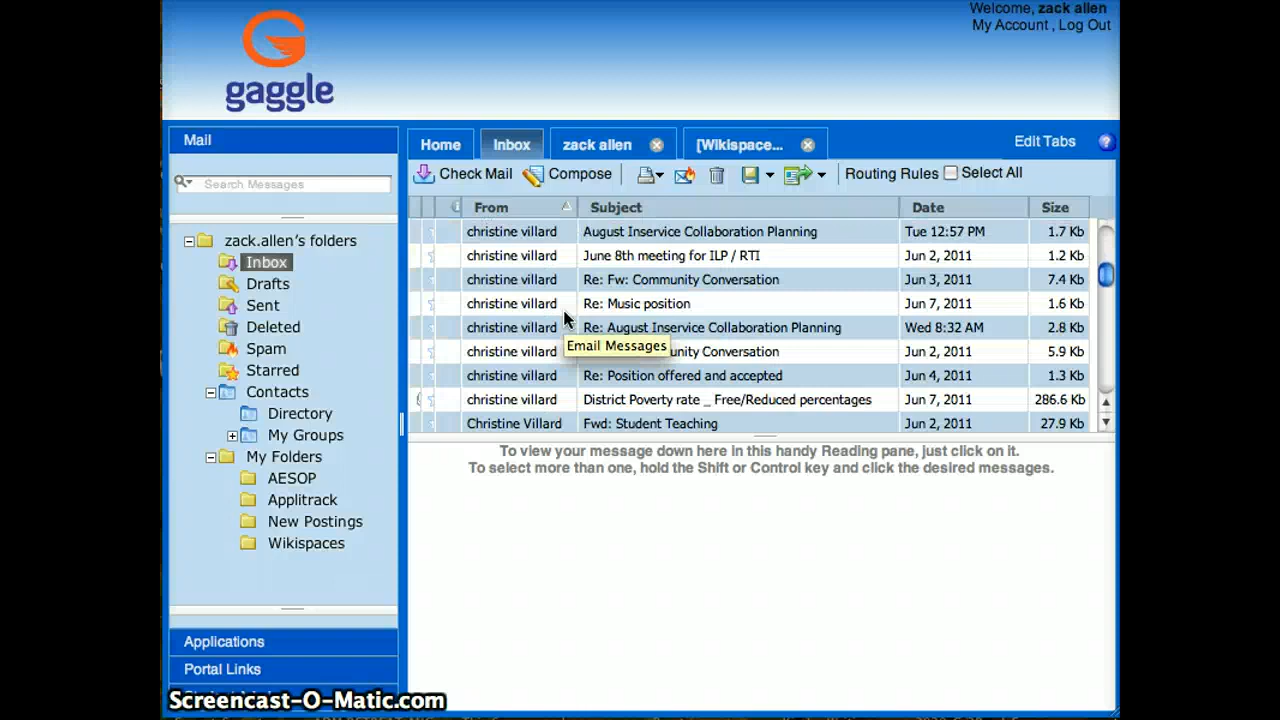 Welcome, zack allen
My Account , Log Out
gaggle
Mail
Search Messages
zack.allen's folders
Inbox
Drafts
Sent
Deleted
Spam
Starred
Contacts
Directory
My Groups
My Folders
AESOP
Applitrack
New Postings
Wikispaces
Applications
Portal Links
Home Inbox zack allen [Wikispace... Edit Tabs ?
Check Mail Compose Routing Rules Select All
From Subject Date Size
christine villard August Inservice Collaboration Planning Tue 12:57 PM 1.7 Kb
christine villard June 8th meeting for ILP / RTI Jun 2, 2011 1.2 Kb
christine villard Re: Fw: Community Conversation Jun 3, 2011 7.4 Kb
christine villard Re: Music position Jun 7, 2011 1.6 Kb
christine villard Re: August Inservice Collaboration Planning Wed 8:32 AM 2.8 Kb
christine villard unity Conversation Jun 2, 2011 5.9 Kb
Email Messages
christine villard Re: Position offered and accepted Jun 4, 2011 1.3 Kb
christine villard District Poverty rate _ Free/Reduced percentages Jun 7, 2011 286.6 Kb
Christine Villard Fwd: Student Teaching Jun 2, 2011 27.9 Kb
To view your message down here in this handy Reading pane, just click on it.
To select more than one, hold the Shift or Control key and click the desired messages.
Screencast-O-Matic.com